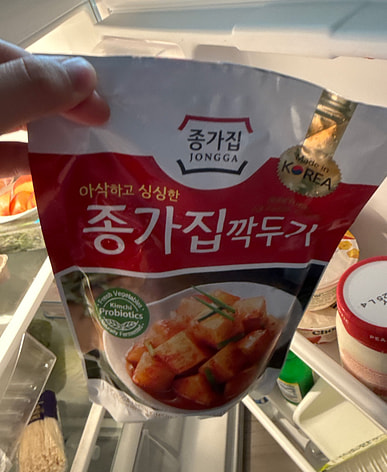 종가집
JONGGA
Made in
KOREA
아삭하고 싱싱한
종가집 깍두기
Fresh Vegetables
Kimchi
Probiotics
PEA